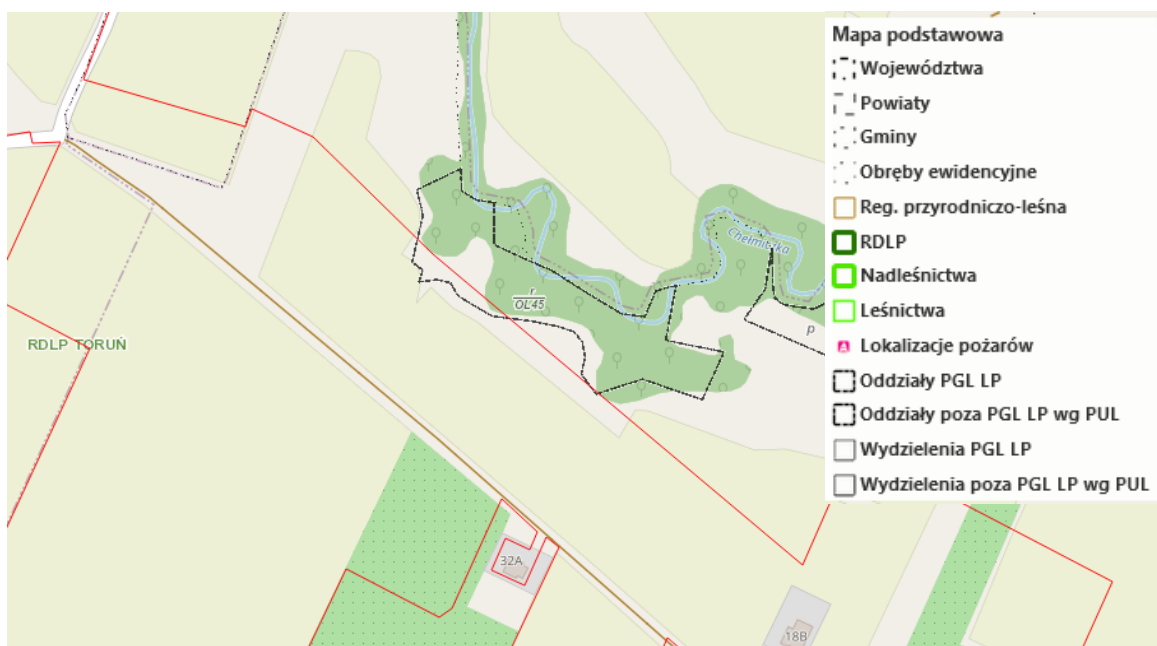 Mapa podstawowa
Województwa
Powiaty
Gminy
Obręby ewidencyjne
Reg. przyrodniczo-leśna
RDLP
Nadleśnictwa
Leśnictwa
Lokalizacje pożarów
Oddziały PGL LP
Oddziały poza PGL LP wg PUL
Wydzielenia PGL LP
Wydzielenia poza PGL LP wg PUL
Chełmiczka
r
OL45
p
RDLP TORUŃ
32A
18B